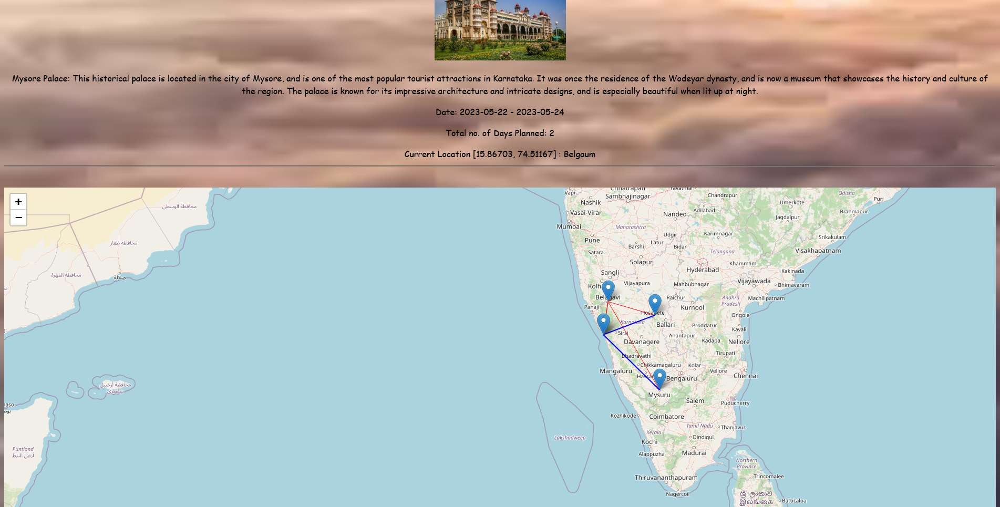 Mysore Palace: This historical palace is located in the city of Mysore, and is one of the most popular tourist attractions in Karnataka. It was once the residence of the Wodeyar dynasty, and is now a museum that showcases the history and culture of
the region. The palace is known for its impressive architecture and intricate designs, and is especially beautiful when lit up at night.
Date: 2023-05-22 - 2023-05-24
Total no. of Days Planned: 2
Current Location [15.86703, 74.51167] : Belgaum
+
−
محافظة الوسطى
محافظة ظفار
محافظة المهرة
صلالة
محافظة أرخبيل
سقطرى
Puntland
أرض البنط
Vapi
Nashik
Chhatrapati
Sambhajinagar
Yavatmal
Chandrapur
Umerkote
Odisha
Puri
Vasai-Virar
Nanded
Adilabad
Jagdalpur
Brahmapur
Mumbai
Maharashtra
Udgir
Karimnagar
Pune
Latur
Barshi
Bidar
Srikakulam
Satara
Telangana
Visakhapatnam
Solapur
Khammam
Hyderabad
Kakinada
Sangli
Vijayawada
Bhimavaram
Kolh
Vijayapura
Mahbubnagar
Belagavi
Raichur
Andhra
Pradesh
Machilipatnam
Panaji
Kurnool
Hosapete
Ongole
Karnataka
Ballari
Proddatur
Kavali
Sirsi
Anantapur
Davanagere
Kadapa
Nellore
Bhadravathi
Tirupati
Chikkamagaluru
Kolar
Mangaluru
Vellore
Hassan
Bengaluru
Chennai
Mysuru
Salem
Puducherry
Kozhikode
Coimbatore
Tamil Nadu
Thanjavur
Kerala
Lakshadweep
Dindigul
Kochi
Alappuzha
Madurai
Northern
Province
Thiruvananthapuram
Trincomalee
Nagercoil
ශ්‍රී ලංකාව
இலங்கை
Batticaloa